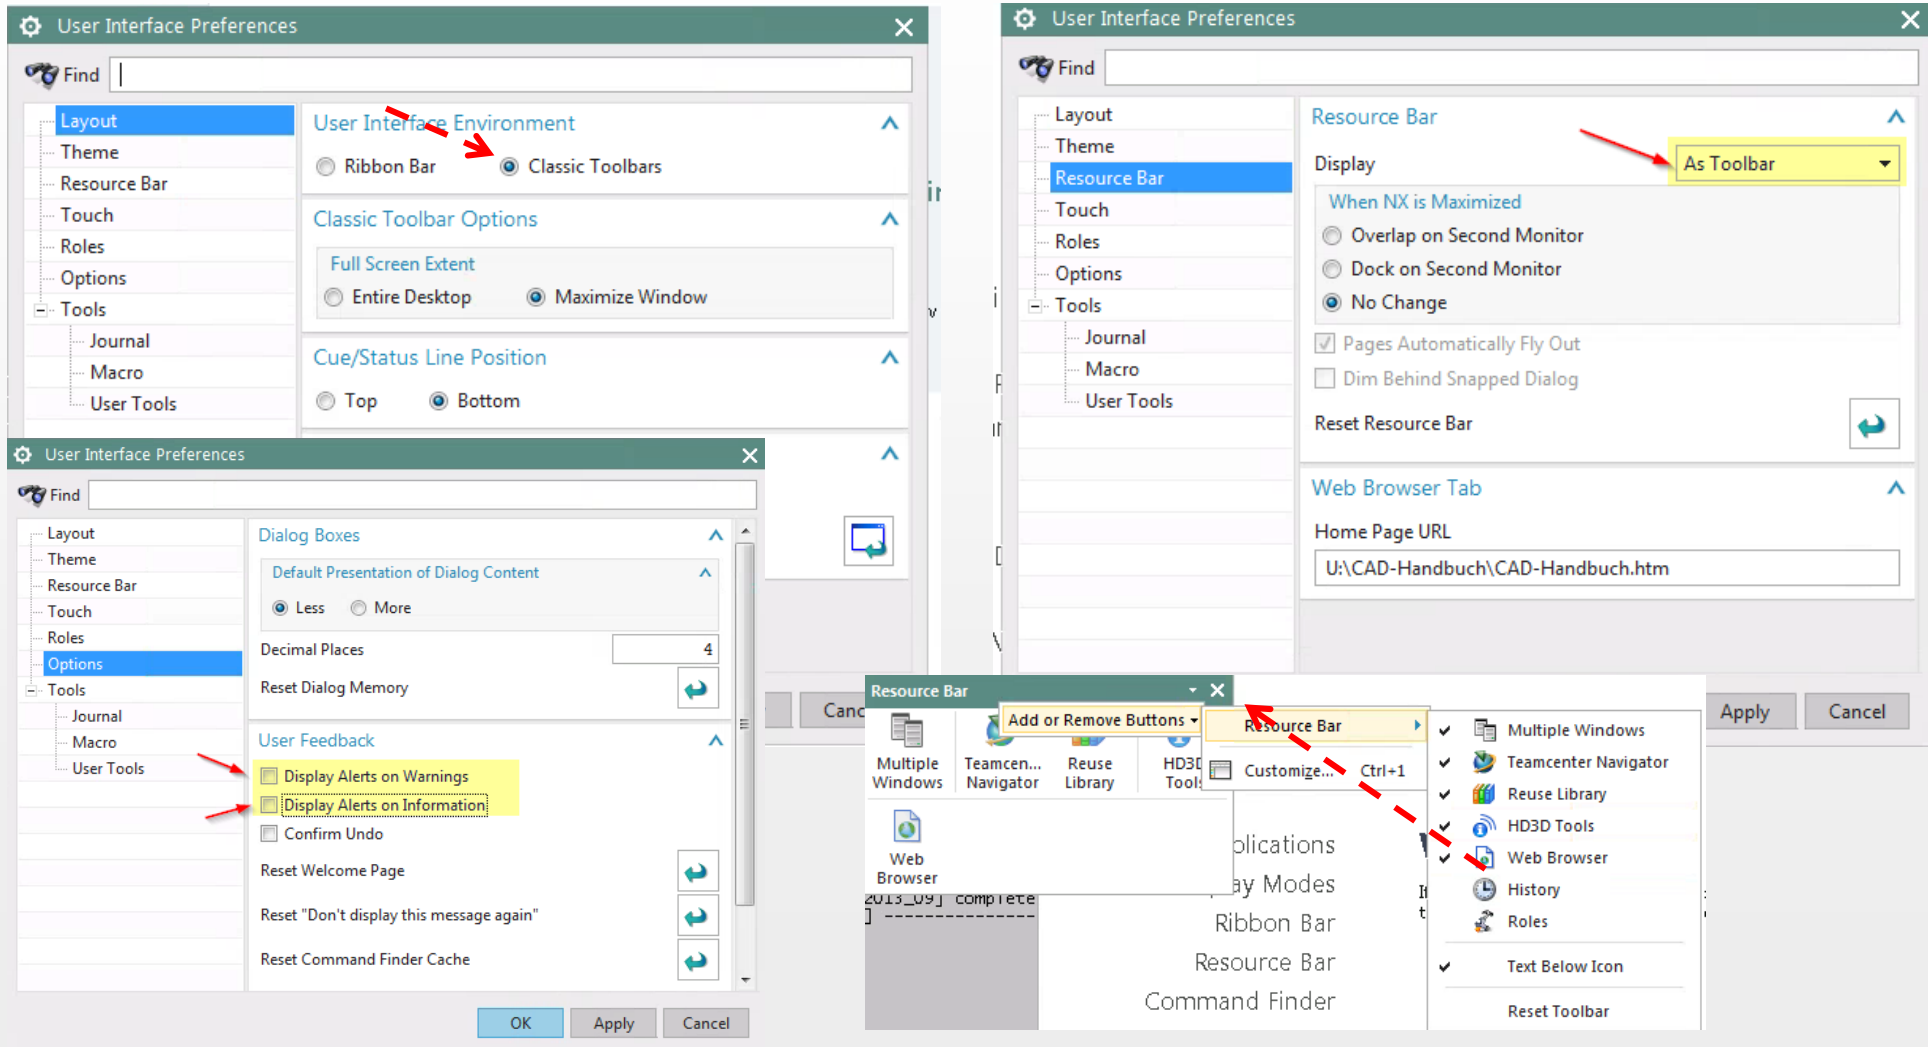 User Interface Preferences
Find
Layout
Theme
Resource Bar
Touch
Roles
Options
Tools
Journal
Macro
User Tools
User Interface Environment
Ribbon Bar
Classic Toolbars
Classic Toolbar Options
Full Screen Extent
Entire Desktop
Maximize Window
Cue/Status Line Position
Top
Bottom
User Interface Preferences
Find
Layout
Theme
Resource Bar
Touch
Roles
Options
Tools
Journal
Macro
User Tools
Resource Bar
Display
As Toolbar
When NX is Maximized
Overlap on Second Monitor
Dock on Second Monitor
No Change
Pages Automatically Fly Out
Dim Behind Snapped Dialog
Reset Resource Bar
Web Browser Tab
Home Page URL
U:\CAD-Handbuch\CAD-Handbuch.htm
Apply
Cancel
User Interface Preferences
Find
Layout
Theme
Resource Bar
Touch
Roles
Options
Tools
Journal
Macro
User Tools
Dialog Boxes
Default Presentation of Dialog Content
Less
More
Decimal Places
4
Reset Dialog Memory
User Feedback
Display Alerts on Warnings
Display Alerts on Information
Confirm Undo
Reset Welcome Page
Reset "Don't display this message again"
Reset Command Finder Cache
OK
Apply
Cancel
Canc
Resource Bar
Add or Remove Buttons
Multiple
Windows
Teamcen...
Navigator
Reuse
Library
HD3D
Tools
Web
Browser
Resource Bar
Customize...
Ctrl+1
Multiple Windows
Teamcenter Navigator
Reuse Library
HD3D Tools
Web Browser
History
Roles
Text Below Icon
Reset Toolbar
2013_09] complete
] ----------------
plications
ay Modes
Ribbon Bar
Resource Bar
Command Finder